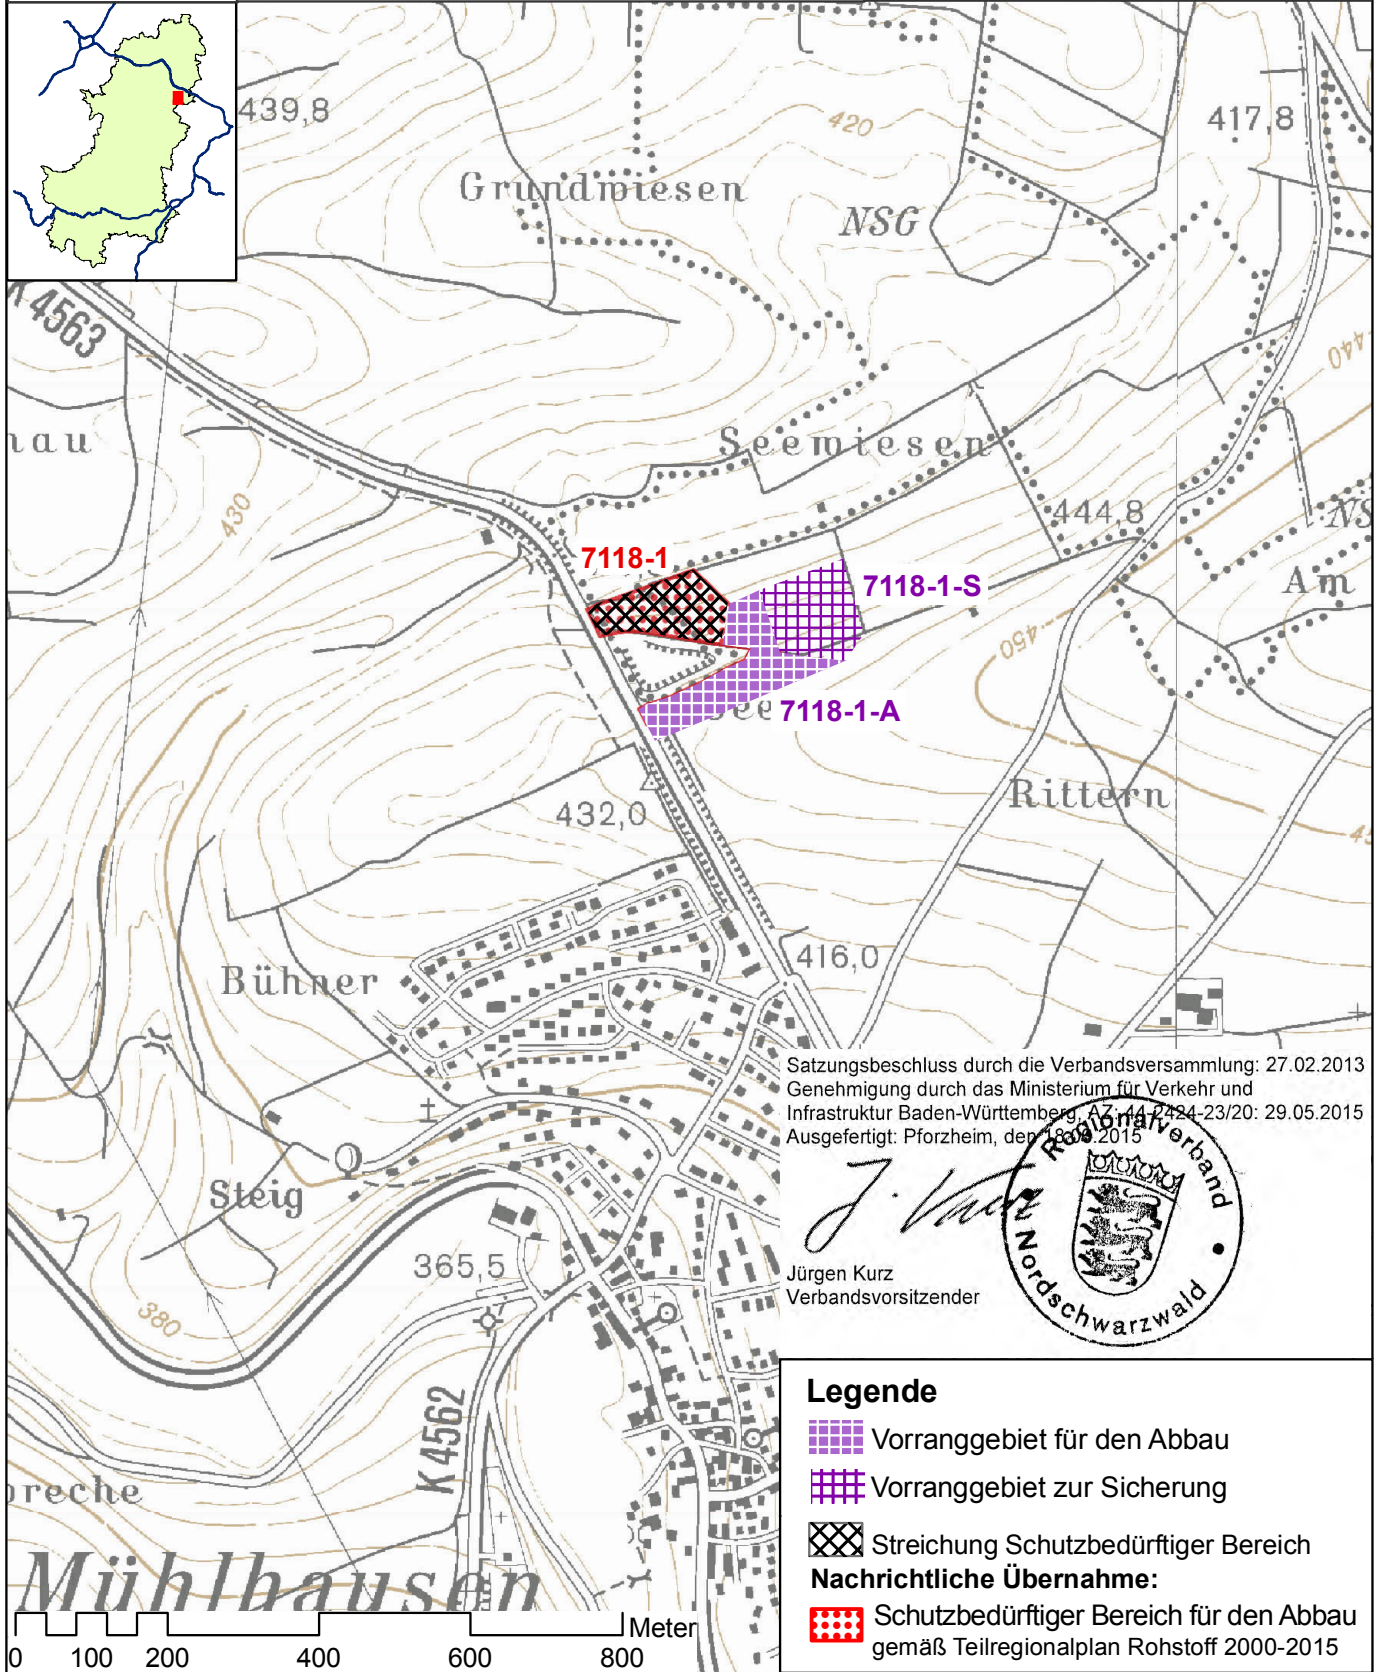 439,8
420
417,8
Grundwiesen
NSG
K 4563
440
nau
Seewiesen
430
444,8
NS
7118-1
7118-1-S
Am
450
See
7118-1-A
Rittern
432,0
45
416,0
Bühner
Satzungsbeschluss durch die Verbandsversammlung: 27.02.2013
Genehmigung durch das Ministerium für Verkehr und
Infrastruktur Baden-Württemberg, AZ: 44-2424-23/20: 29.05.2015
Ausgefertigt: Pforzheim, den 2015
Regionalverband
Nordschwarzwald
Steig
365,5
J. Kurz
Jürgen Kurz
Verbandsvorsitzender
380
K 4562
breche
Mühlhausen
Legende
Vorranggebiet für den Abbau
Vorranggebiet zur Sicherung
Streichung Schutzbedürftiger Bereich
Nachrichtliche Übernahme:
Schutzbedürftiger Bereich für den Abbau
gemäß Teilregionalplan Rohstoff 2000-2015
Meter
0 100 200 400 600 800